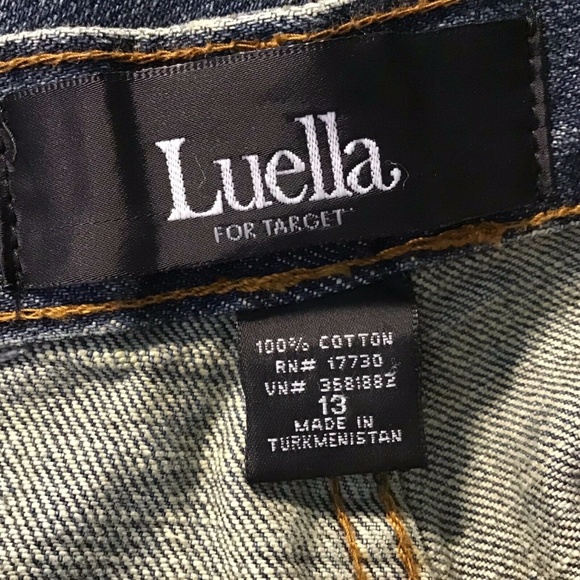 Luella
FOR TARGET
100% COTTON
RN# 17730
VN# 3581882
13
MADE IN
TURKMENISTAN